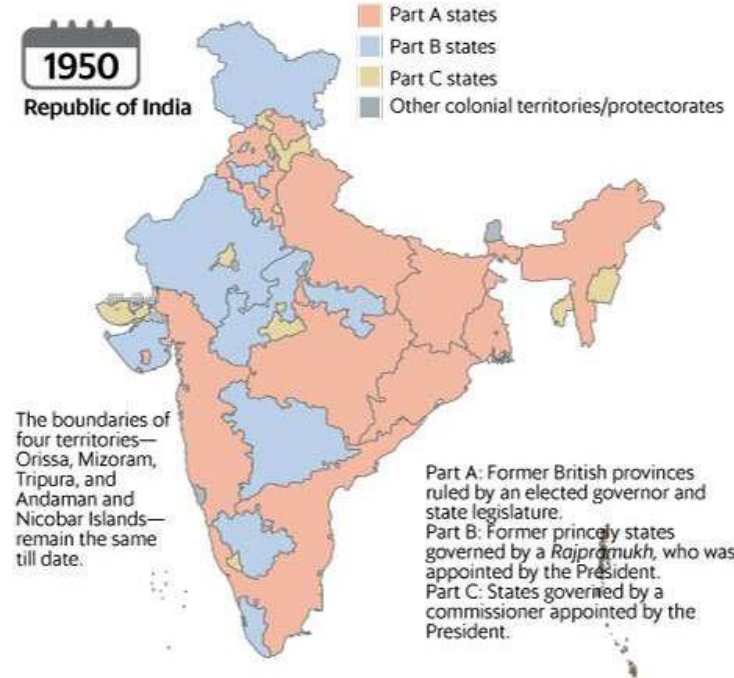 1950
Republic of India
Part A states
Part B states
Part C states
Other colonial territories/protectorates
The boundaries of
four territories—
Orissa, Mizoram,
Tripura, and
Andaman and
Nicobar Islands—
remain the same
till date.
Part A: Former British provinces
ruled by an elected governor and
state legislature.
Part B: Former princely states
governed by a Rajpramukh, who was
appointed by the President.
Part C: States governed by a
commissioner appointed by the
President.